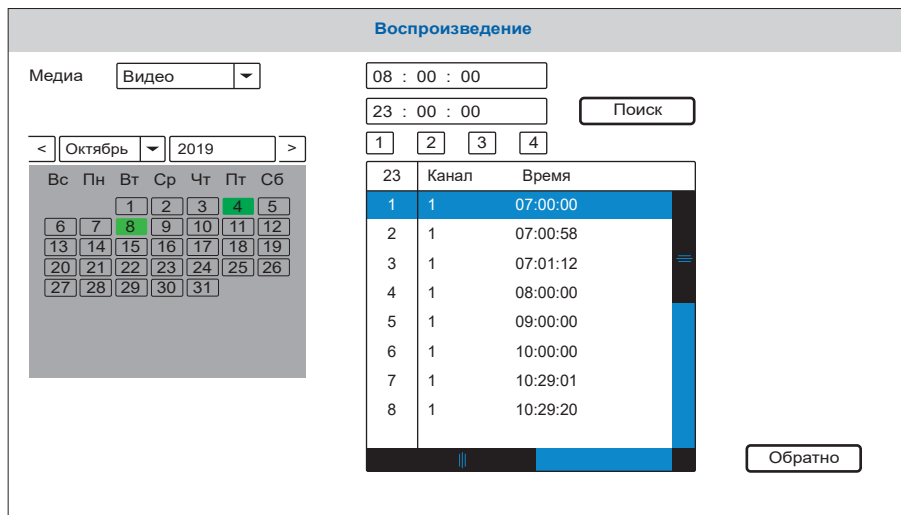 Воспроизведение
Медиа Видео
08 : 00 : 00
23 : 00 : 00 Поиск
1 2 3 4
< Октябрь 2019 >
Вс Пн Вт Ср Чт Пт Сб
1 2 3 4 5
6 7 8 9 10 11 12
13 14 15 16 17 18 19
20 21 22 23 24 25 26
27 28 29 30 31
23 Канал Время
1 1 07:00:00
2 1 07:00:58
3 1 07:01:12
4 1 08:00:00
5 1 09:00:00
6 1 10:00:00
7 1 10:29:01
8 1 10:29:20
Обратно